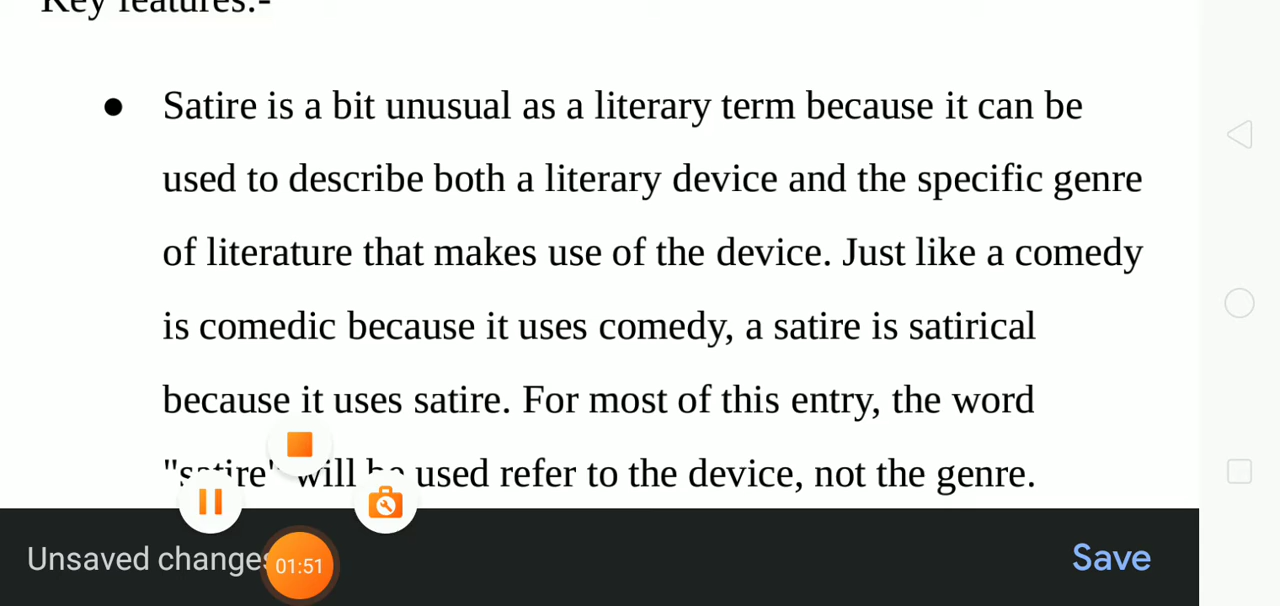 Key features:-
● Satire is a bit unusual as a literary term because it can be
used to describe both a literary device and the specific genre
of literature that makes use of the device. Just like a comedy
is comedic because it uses comedy, a satire is satirical
because it uses satire. For most of this entry, the word
"satire" will be used refer to the device, not the genre.
Unsaved changes
01:51
Save